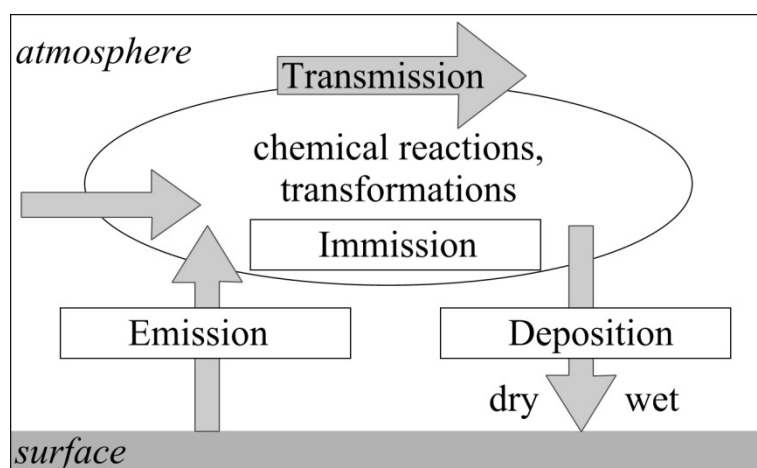 atmosphere
Transmission
chemical reactions,
transformations
Immission
Emission
Deposition
dry wet
surface